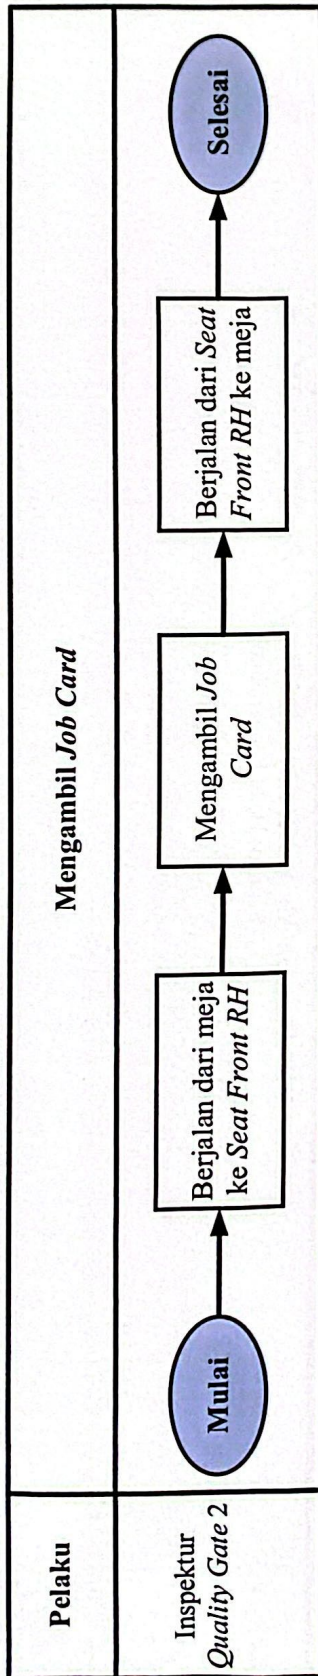 Pelaku
Mengambil Job Card
Inspektur
Quality Gate 2
Mulai
Berjalan dari meja
ke Seat Front RH
Mengambil Job
Card
Berjalan dari Seat
Front RH ke meja
Selesai